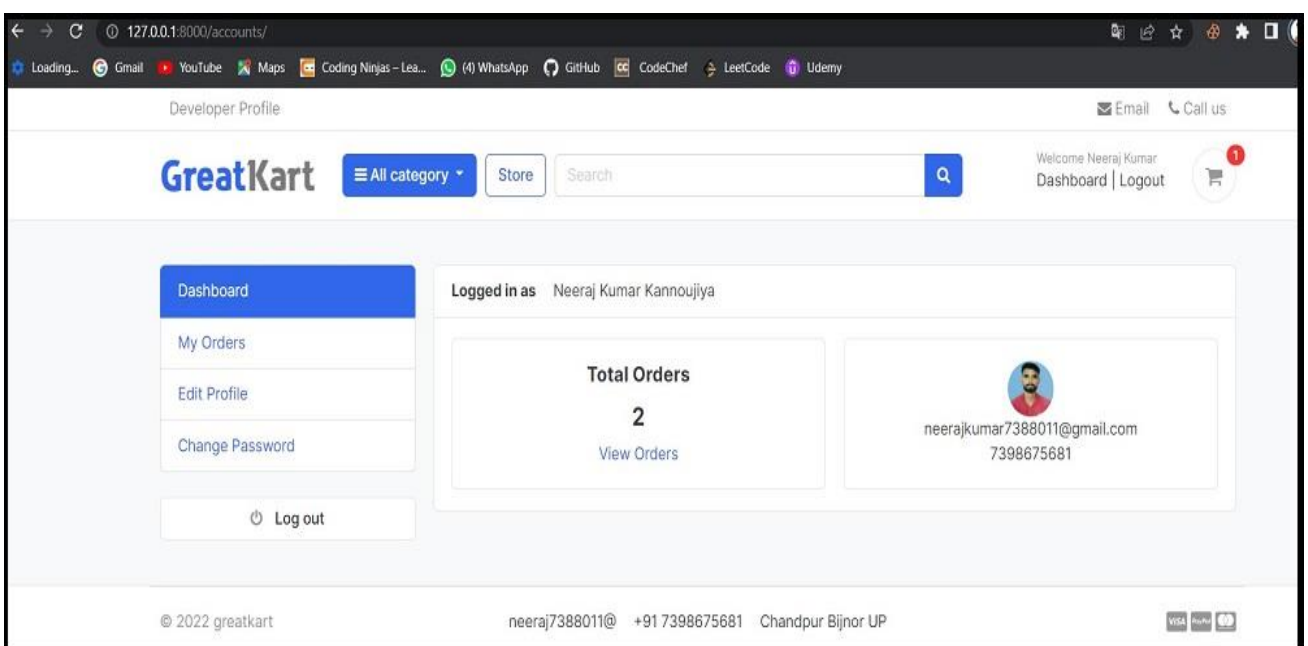 127.0.0.1:8000/accounts/
Loading... Gmail YouTube Maps Coding Ninjas – Lea... (4) WhatsApp GitHub CodeChef LeetCode Udemy
Developer Profile Email Call us
GreatKart All category Store Search Welcome Neeraj Kumar 1
Dashboard | Logout
Dashboard
Logged in as Neeraj Kumar Kannoujiya
My Orders
Edit Profile
Change Password
Log out
Total Orders
2
View Orders
neerajkumar7388011@gmail.com
7398675681
© 2022 greatkart neeraj7388011@ +91 7398675681 Chandpur Bijnor UP VISA PayPal